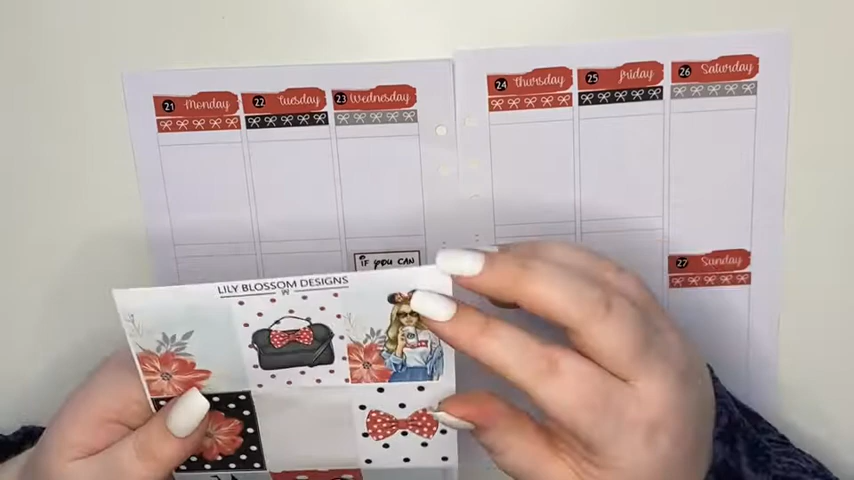 21 Monday
22 Tuesday
23 Wednesday
24 Thursday
25 Friday
26 Saturday
IF YOU CAN
27 Sunday
LILY BLOSSOM DESIGNS